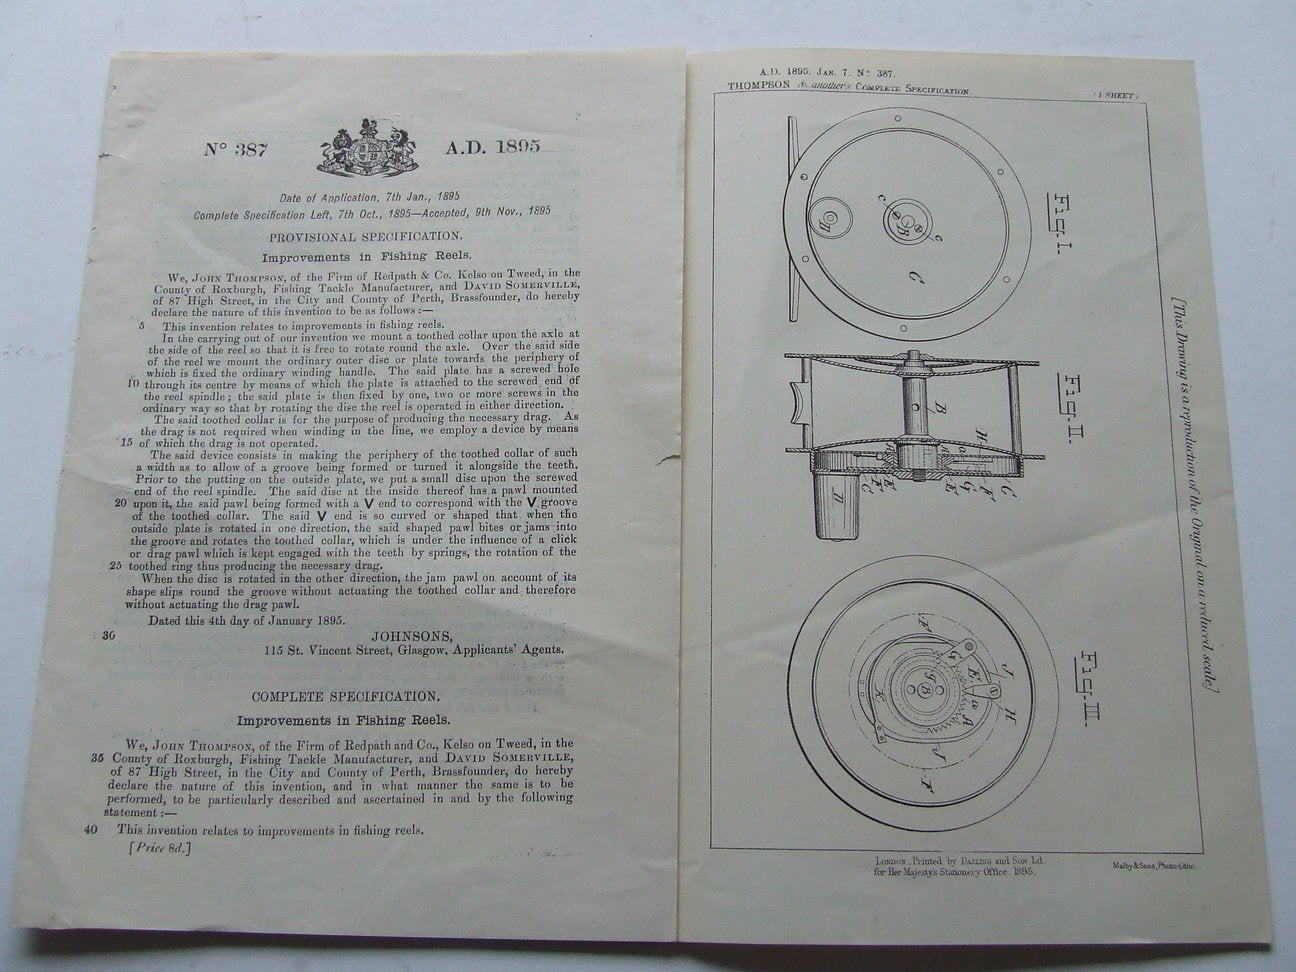 Nº 387 A.D. 1895
Date of Application, 7th Jan., 1895
Complete Specification Left, 7th Oct., 1895—Accepted, 9th Nov., 1895
PROVISIONAL SPECIFICATION.
Improvements in Fishing Reels.
We, JOHN THOMPSON, of the Firm of Redpath & Co. Kelso on Tweed, in the
County of Roxburgh, Fishing Tackle Manufacturer, and DAVID SOMERVILLE,
of 87 High Street, in the City and County of Perth, Brassfounder, do hereby
declare the nature of this invention to be as follows :—
5 This invention relates to improvements in fishing reels.
In the carrying out of our invention we mount a toothed collar upon the axle at
the side of the reel so that it is free to rotate round the axle. Over the said side
of the reel we mount the ordinary outer disc or plate towards the periphery of
which is fixed the ordinary winding handle. The said plate has a screwed hole
10 through its centre by means of which the plate is attached to the screwed end of
the reel spindle ; the said plate is then fixed by one, two or more screws in the
ordinary way so that by rotating the disc the reel is operated in either direction.
The said toothed collar is for the purpose of producing the necessary drag. As
the drag is not required when winding in the line, we employ a device by means
15 of which the drag is not operated.
The said device consists in making the periphery of the toothed collar of such
a width as to allow of a groove being formed or turned it alongside the teeth.
Prior to the putting on the outside plate, we put a small disc upon the screwed
end of the reel spindle. The said disc at the inside thereof has a pawl mounted
20 upon it, the said pawl being formed with a V end to correspond with the V groove
of the toothed collar. The said V end is so curved or shaped that when the
outside plate is rotated in one direction, the said shaped pawl bites or jams into
the groove and rotates the toothed collar, which is under the influence of a click
or drag pawl which is kept engaged with the teeth by springs, the rotation of the
25 toothed ring thus producing the necessary drag.
When the disc is rotated in the other direction, the jam pawl on account of its
shape slips round the groove without actuating the toothed collar and therefore
without actuating the drag pawl.
Dated this 4th day of January 1895.
30 JOHNSONS,
115 St. Vincent Street, Glasgow, Applicants' Agents.
COMPLETE SPECIFICATION.
Improvements in Fishing Reels.
We, JOHN THOMPSON, of the Firm of Redpath and Co., Kelso on Tweed, in the
35 County of Roxburgh, Fishing Tackle Manufacturer, and DAVID SOMERVILLE,
of 87 High Street, in the City and County of Perth, Brassfounder, do hereby
declare the nature of this invention, and in what manner the same is to be
performed, to be particularly described and ascertained in and by the following
statement :—
40 This invention relates to improvements in fishing reels.
[Price 8d.]
A.D. 1895. JAN. 7. Nº 387.
THOMPSON & another's COMPLETE SPECIFICATION.
(1 SHEET)
Fig. I.
c
B
c
C
Fig. II.
B
H
D
C
F
E
E
G
F
C
Fig. III.
F
G
E
J
g
B
a
H
K
A
J
F
[This Drawing is a reproduction of the Original on a reduced scale]
LONDON. Printed by DARLING and SON Ld.
for Her Majesty's Stationery Office. 1895.
Malby & Sons, Photo-Litho.